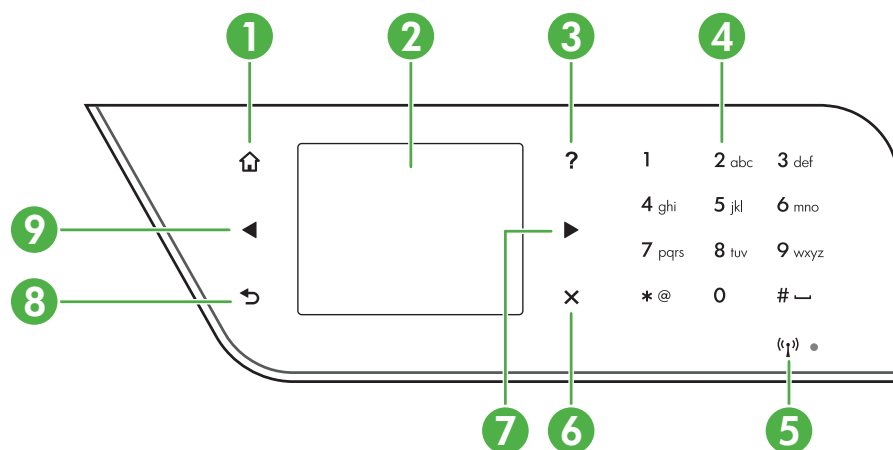 1 2 3 4
? 1 2 abc 3 def
4 ghi 5 jkl 6 mno
9
7 pqrs 8 tuv 9 wxyz
8
* @ 0 #
7 6 5